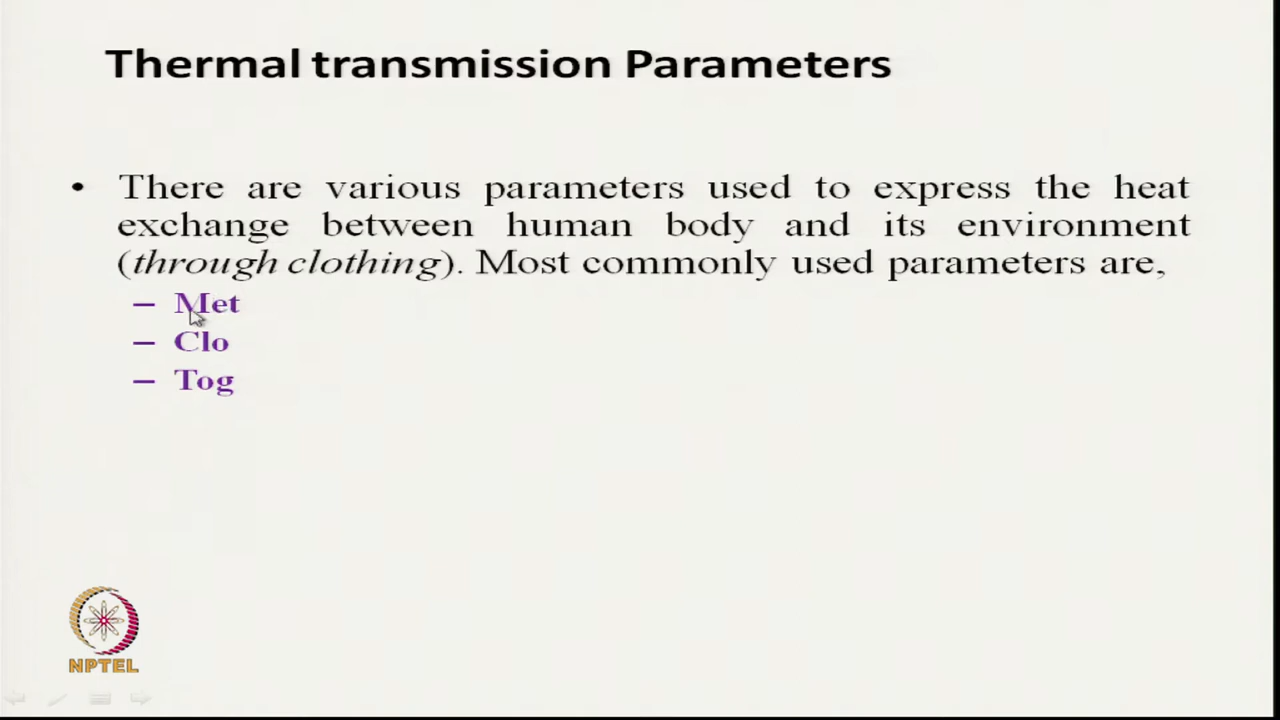 Thermal transmission Parameters
• There are various parameters used to express the heat
exchange between human body and its environment
(through clothing). Most commonly used parameters are,
– Met
– Clo
– Tog
NPTEL